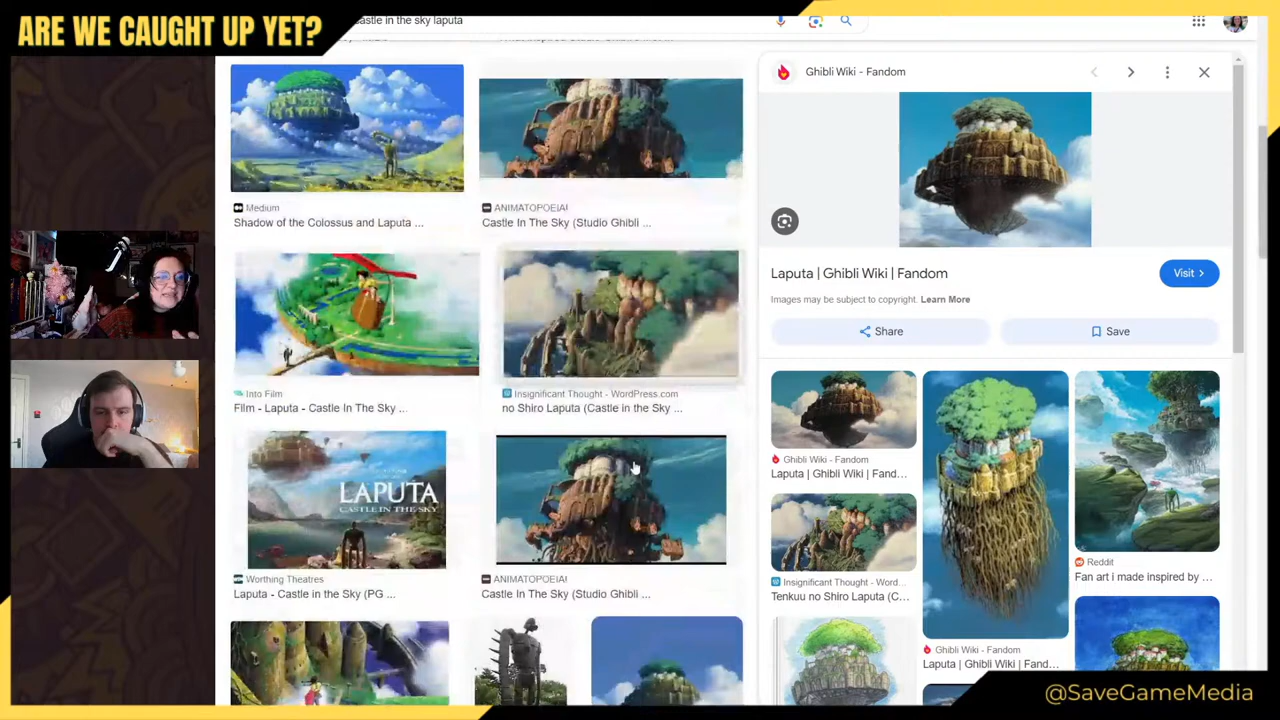 ARE WE CAUGHT UP YET?
astle in the sky laputa
Ghibli Wiki - Fandom
Medium
Shadow of the Colossus and Laputa ...
ANIMATOPOEIA!
Castle In The Sky (Studio Ghibli ...
Into Film
Film - Laputa - Castle In The Sky ...
Insignificant Thought - WordPress.com
no Shiro Laputa (Castle in the Sky ...
LAPUTA
CASTLE IN THE SKY
Worthing Theatres
Laputa - Castle in the Sky (PG ...
ANIMATOPOEIA!
Castle In The Sky (Studio Ghibli ...
Laputa | Ghibli Wiki | Fandom
Visit
Images may be subject to copyright. Learn More
Share
Save
Ghibli Wiki - Fandom
Laputa | Ghibli Wiki | Fand...
Insignificant Thought - Word...
Tenkuu no Shiro Laputa (C...
Ghibli Wiki - Fandom
Laputa | Ghibli Wiki | Fand...
Reddit
Fan art i made inspired by ...
@SaveGameMedia